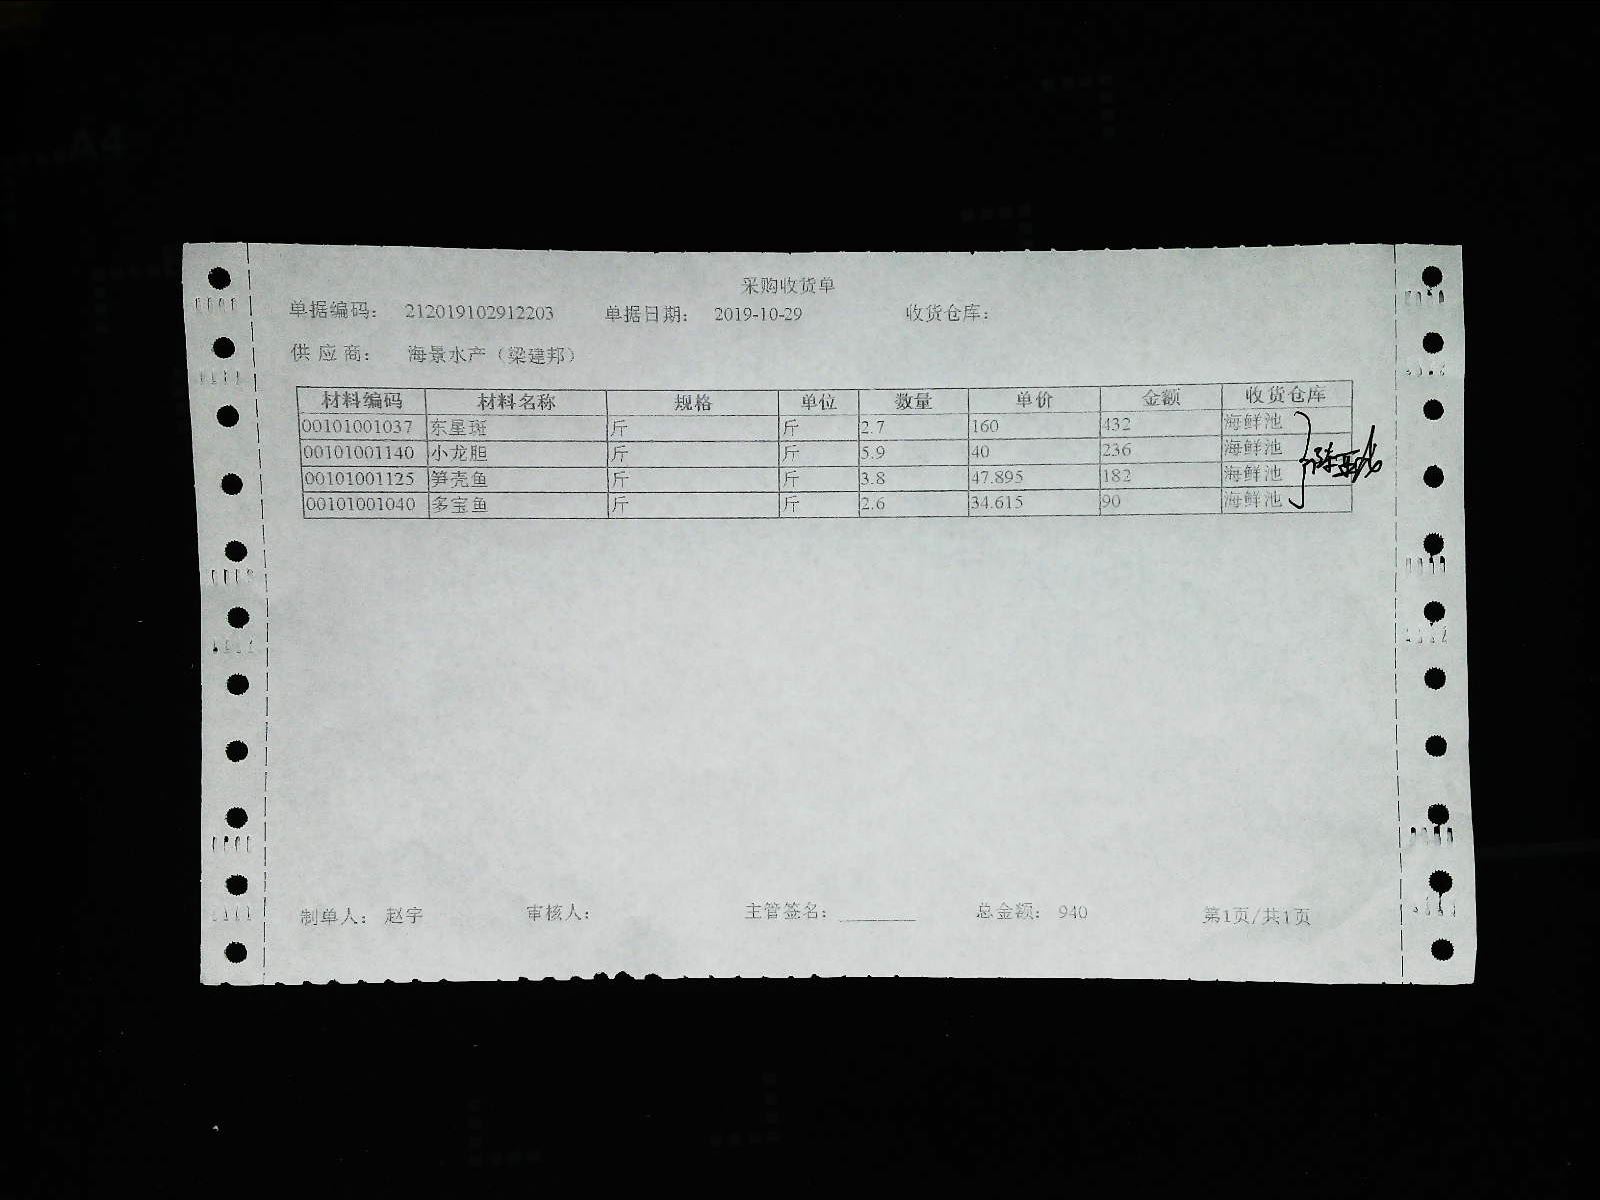 采购收货单
单据编码: 212019102912203 单据日期: 2019-10-29 收货仓库:
供 应 商: 海景水产（梁建邦）
材料编码 材料名称 规格 单位 数量 单价 金额 收货仓库
00101001037 东星斑 斤 斤 2.7 160 432 海鲜池
00101001140 小龙胆 斤 斤 5.9 40 236 海鲜池
00101001125 笋壳鱼 斤 斤 3.8 47.895 182 海鲜池
00101001040 多宝鱼 斤 斤 2.6 34.615 90 海鲜池
制单人: 赵宇 审核人: 主管签名: ________ 总金额: 940 第1页/共1页